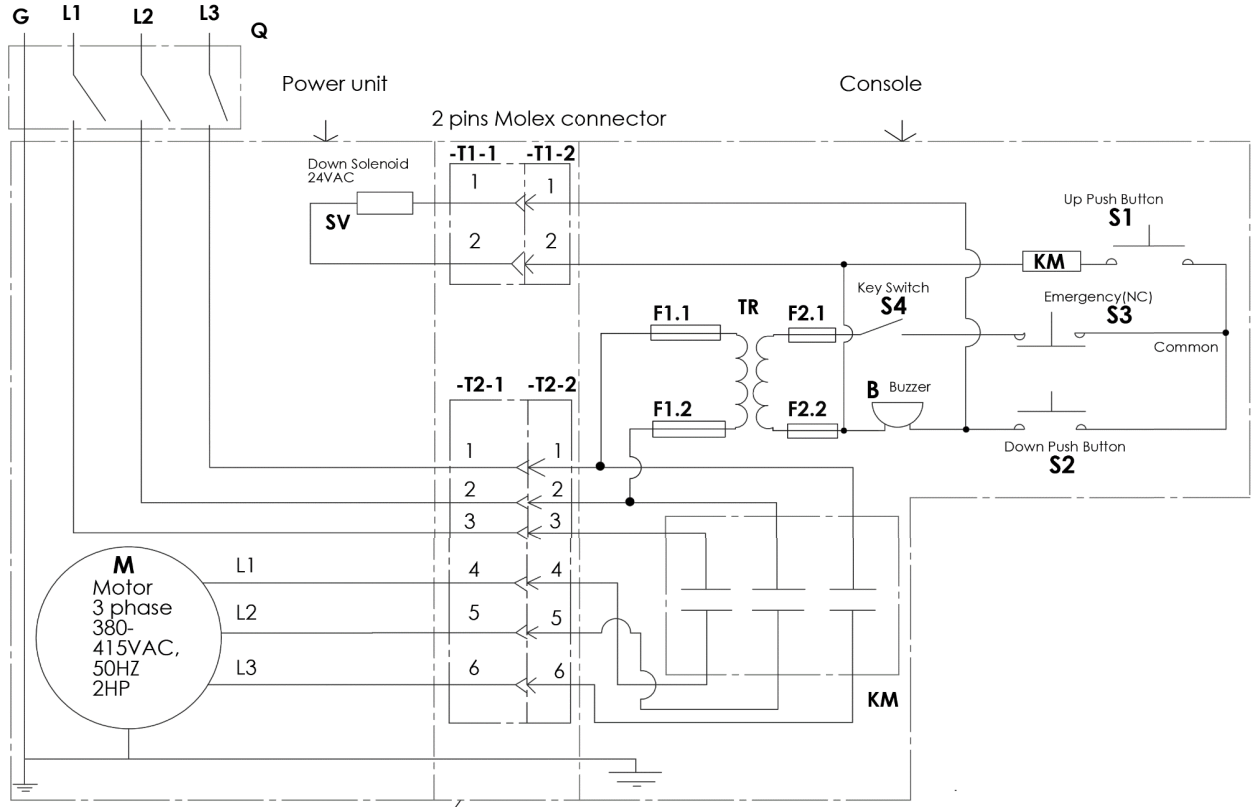 G
L1
L2
L3
Q
Power unit
Console
2 pins Molex connector
-T1-1
-T1-2
Down Solenoid
24VAC
SV
1
1
2
2
Up Push Button
S1
KM
Key Switch
S4
Emergency(NC)
S3
Common
TR
F1.1
F2.1
F1.2
F2.2
B
Buzzer
Down Push Button
S2
-T2-1
-T2-2
1
1
2
2
3
3
4
4
5
5
6
6
L1
L2
L3
M
Motor
3 phase
380-
415VAC,
50HZ
2HP
KM